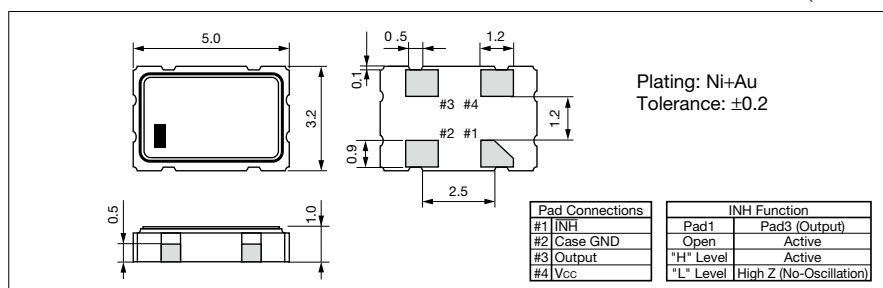 5.0
3.2
0.5
1.0
0 .5
1.2
0.1
#3 #4
#2 #1
1.2
0.9
2.5
Plating: Ni+Au
Tolerance: ±0.2
Pad Connections
#1 INH
#2 Case GND
#3 Output
#4 Vcc
INH Function
Pad1 Pad3 (Output)
Open Active
"H" Level Active
"L" Level High Z (No-Oscillation)